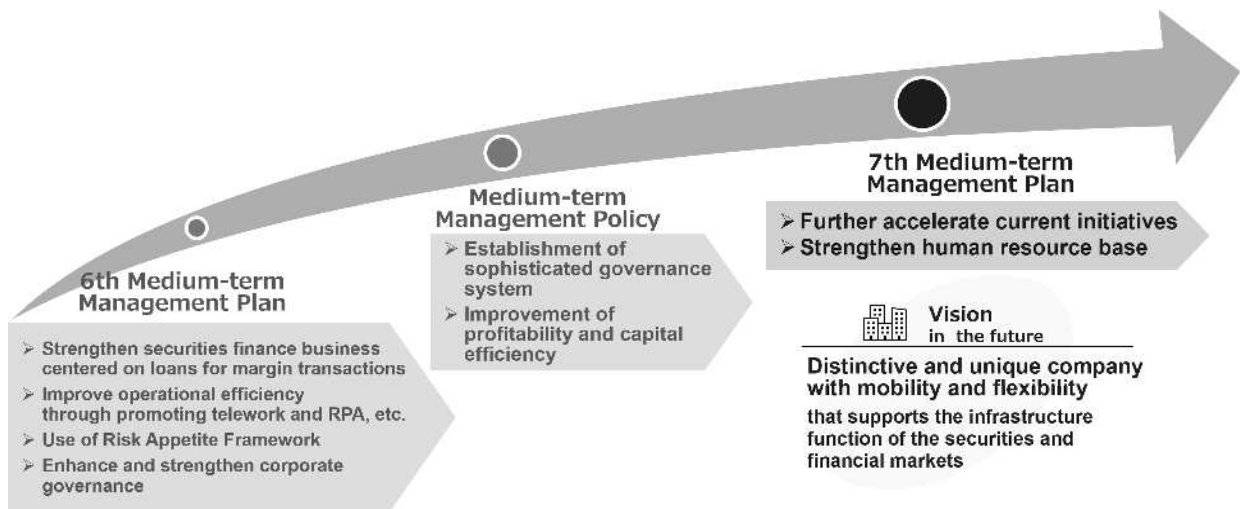 6th Medium-term
Management Plan
➢ Strengthen securities finance business
centered on loans for margin transactions
➢ Improve operational efficiency
through promoting telework and RPA, etc.
➢ Use of Risk Appetite Framework
➢ Enhance and strengthen corporate
governance
Medium-term
Management Policy
➢ Establishment of
sophisticated governance
system
➢ Improvement of
profitability and capital
efficiency
7th Medium-term
Management Plan
➢ Further accelerate current initiatives
➢ Strengthen human resource base
Vision
in the future
Distinctive and unique company
with mobility and flexibility
that supports the infrastructure
function of the securities and
financial markets